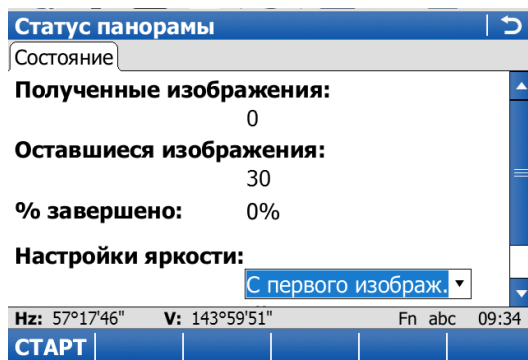 Статус панорамы
Состояние
Полученные изображения:
0
Оставшиеся изображения:
30
% завершено: 0%
Настройки яркости:
С первого изображ.
Hz: 57°17'46" V: 143°59'51" Fn abc 09:34
СТАРТ